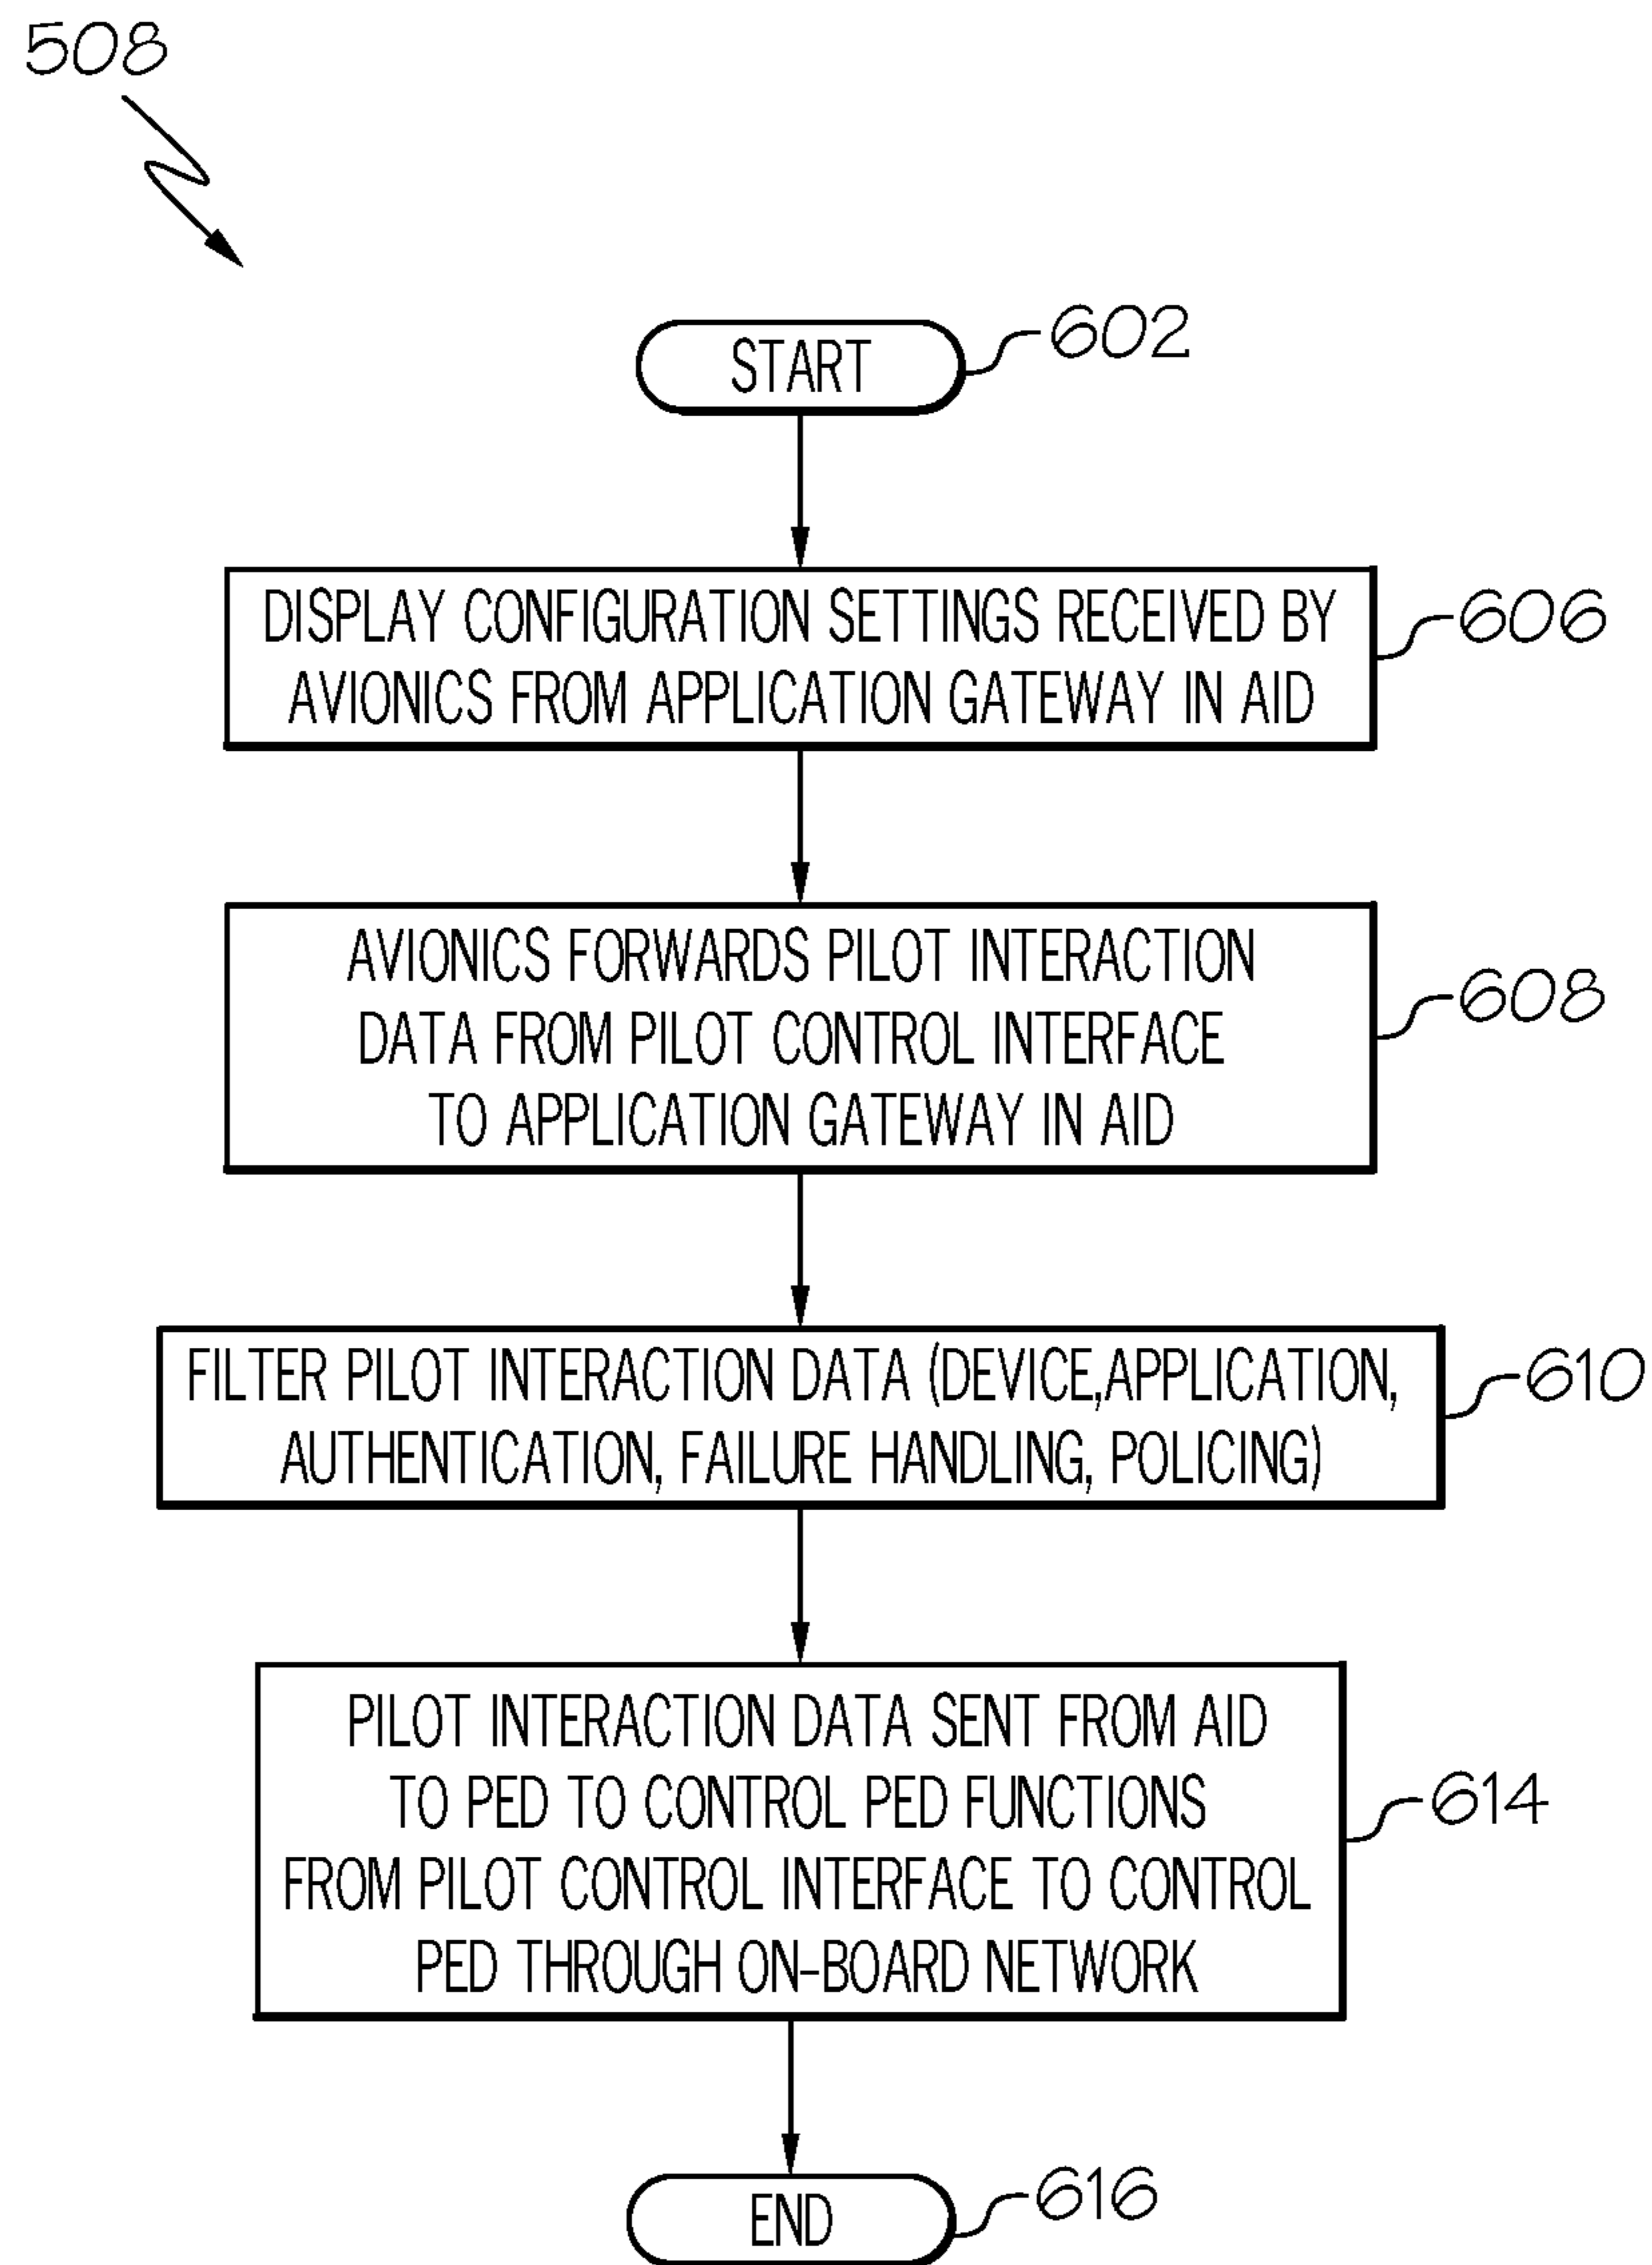 508
START
602
DISPLAY CONFIGURATION SETTINGS RECEIVED BY
AVIONICS FROM APPLICATION GATEWAY IN AID
606
AVIONICS FORWARDS PILOT INTERACTION
DATA FROM PILOT CONTROL INTERFACE
TO APPLICATION GATEWAY IN AID
608
FILTER PILOT INTERACTION DATA (DEVICE,APPLICATION,
AUTHENTICATION, FAILURE HANDLING, POLICING)
610
PILOT INTERACTION DATA SENT FROM AID
TO PED TO CONTROL PED FUNCTIONS
FROM PILOT CONTROL INTERFACE TO CONTROL
PED THROUGH ON-BOARD NETWORK
614
END
616